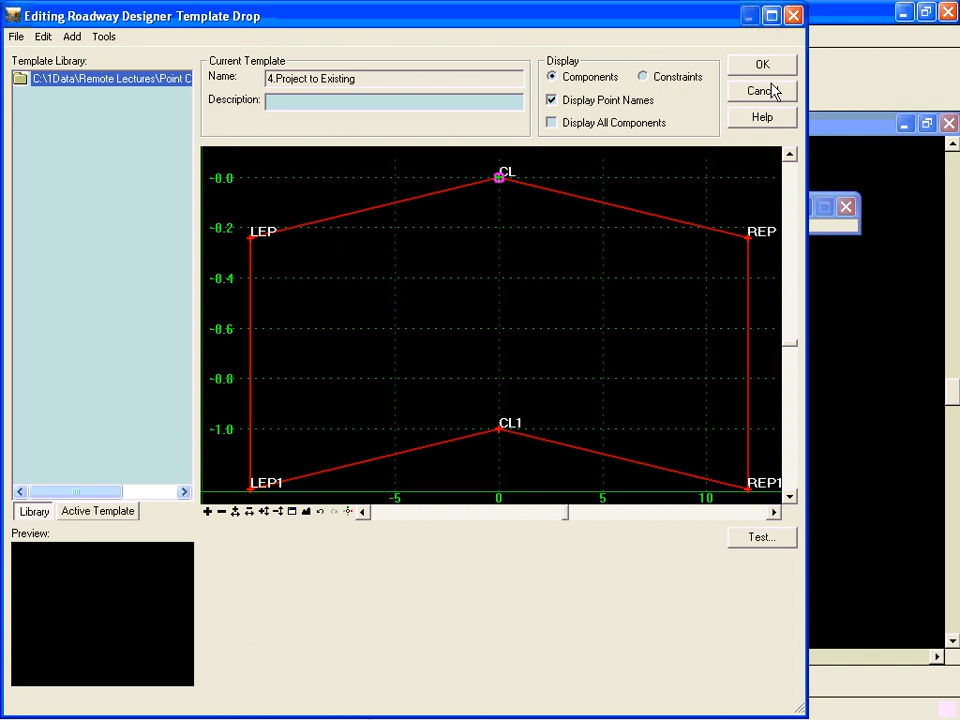 Editing Roadway Designer Template Drop
File Edit Add Tools
Template Library:
C:\1Data\Remote Lectures\Point C
Current Template
Name: 4.Project to Existing
Description:
Display
Components Constraints
Display Point Names
Display All Components
OK
Cancel
Help
CL
-0.0
-0.2
LEP
REP
-0.4
-0.6
-0.8
-1.0
CL1
LEP1
REP1
-5 0 5 10
Library Active Template
Preview:
Test...